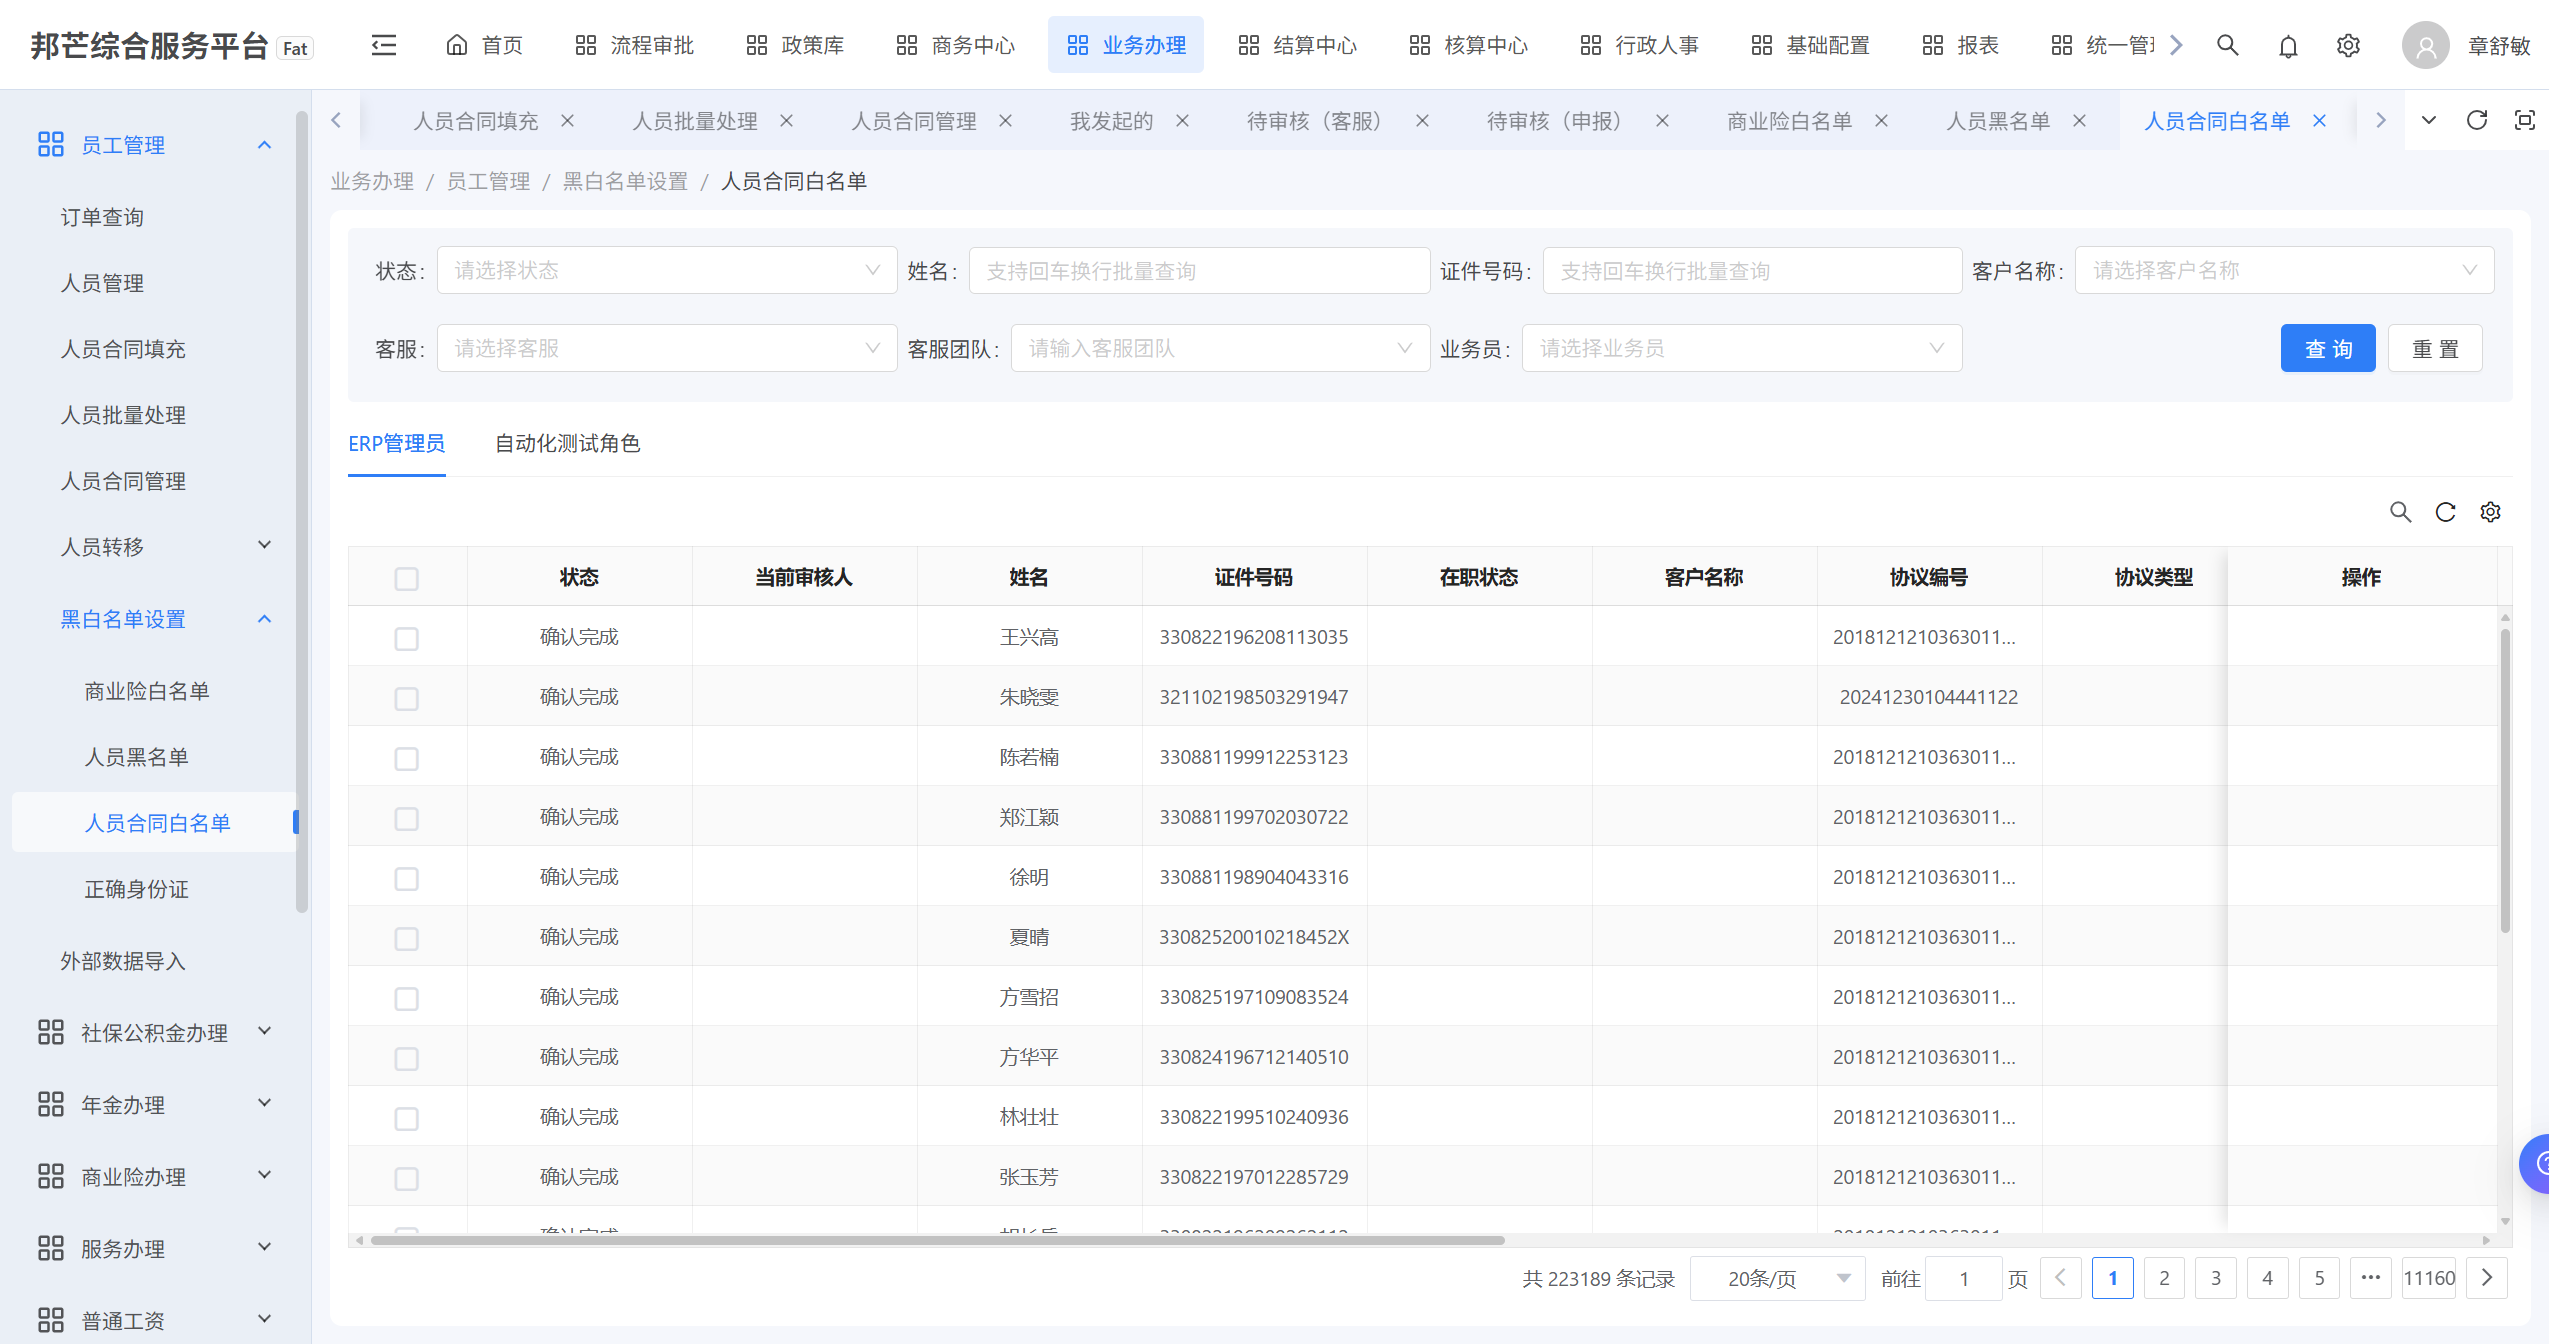 邦芒综合服务平台 Fat 首页 流程审批 政策库 商务中心 业务办理 结算中心 核算中心 行政人事 基础配置 报表 统一管 章舒敏
人员合同填充 人员批量处理 人员合同管理 我发起的 待审核（客服） 待审核（申报） 商业险白名单 人员黑名单 人员合同白名单
业务办理 / 员工管理 / 黑白名单设置 / 人员合同白名单
员工管理
订单查询
人员管理
人员合同填充
人员批量处理
人员合同管理
人员转移
黑白名单设置
商业险白名单
人员黑名单
人员合同白名单
正确身份证
外部数据导入
社保公积金办理
年金办理
商业险办理
服务办理
普通工资
状态: 请选择状态 姓名: 支持回车换行批量查询 证件号码: 支持回车换行批量查询 客户名称: 请选择客户名称
客服: 请选择客服 客服团队: 请输入客服团队 业务员: 请选择业务员 查 询 重 置
ERP管理员 自动化测试角色
状态 当前审核人 姓名 证件号码 在职状态 客户名称 协议编号 协议类型 操作
确认完成 王兴高 330822196208113035 2018121210363011...
确认完成 朱晓雯 321102198503291947 20241230104441122
确认完成 陈若楠 330881199912253123 2018121210363011...
确认完成 郑江颖 330881199702030722 2018121210363011...
确认完成 徐明 330881198904043316 2018121210363011...
确认完成 夏晴 33082520010218452X 2018121210363011...
确认完成 方雪招 330825197109083524 2018121210363011...
确认完成 方华平 330824196712140510 2018121210363011...
确认完成 林壮壮 330822199510240936 2018121210363011...
确认完成 张玉芳 330822197012285729 2018121210363011...
确认完成
共 223189 条记录 20条/页 前往 1 页 1 2 3 4 5 ••• 11160